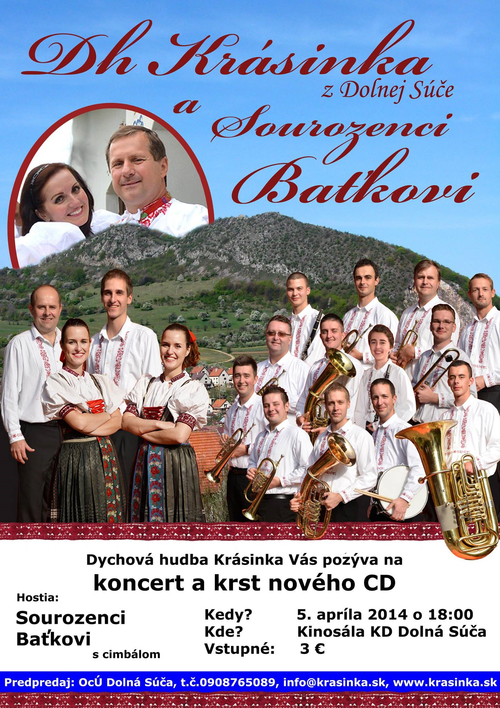 Dh Krásinka
z Dolnej Súče
a Sourozenci
Baťkovi
Dychová hudba Krásinka Vás pozýva na
koncert a krst nového CD
Hostia:
Sourozenci
Baťkovi
s cimbálom
Kedy? 5. apríla 2014 o 18:00
Kde? Kinosála KD Dolná Súča
Vstupné: 3 €
Predpredaj: OcÚ Dolná Súča, t.č.0908765089, info@krasinka.sk, www.krasinka.sk